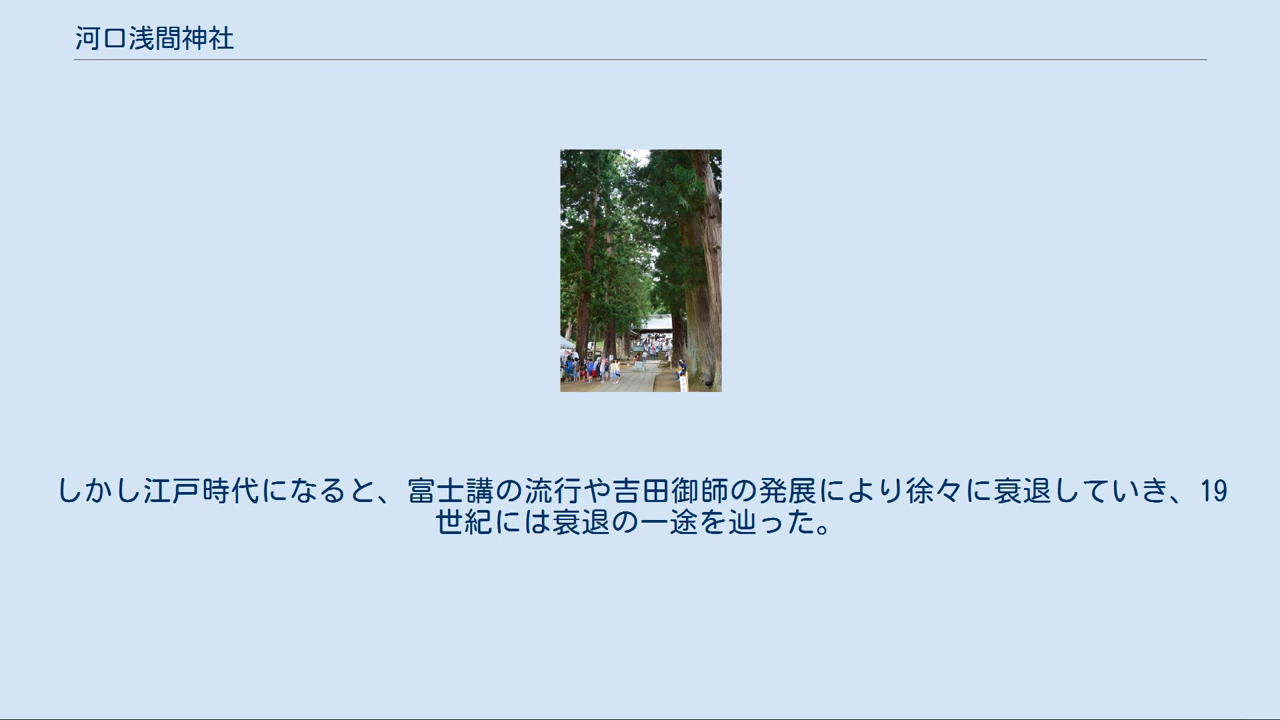 河口浅間神社
しかし江戸時代になると、富士講の流行や吉田御師の発展により徐々に衰退していき、19
世紀には衰退の一途を辿った。